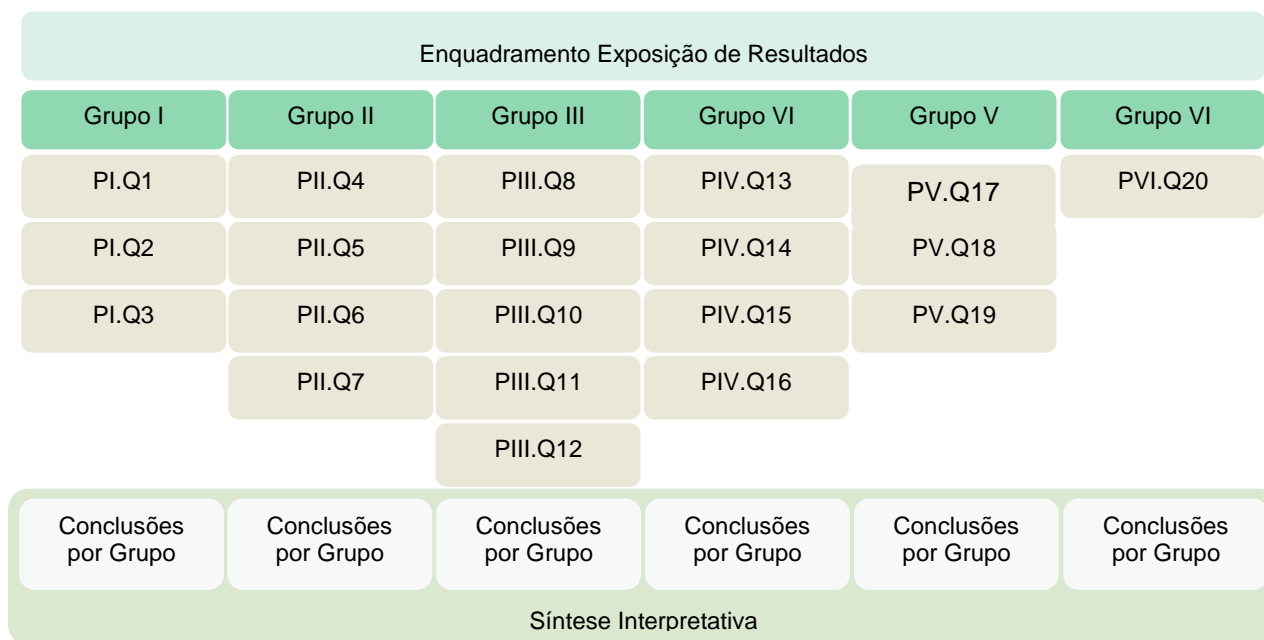 Enquadramento Exposição de Resultados
Grupo I Grupo II Grupo III Grupo VI Grupo V Grupo VI
PI.Q1 PII.Q4 PIII.Q8 PIV.Q13 PV.Q17 PVI.Q20
PI.Q2 PII.Q5 PIII.Q9 PIV.Q14 PV.Q18
PI.Q3 PII.Q6 PIII.Q10 PIV.Q15 PV.Q19
PII.Q7 PIII.Q11 PIV.Q16
PIII.Q12
Conclusões Conclusões Conclusões Conclusões Conclusões Conclusões
por Grupo por Grupo por Grupo por Grupo por Grupo por Grupo
Síntese Interpretativa